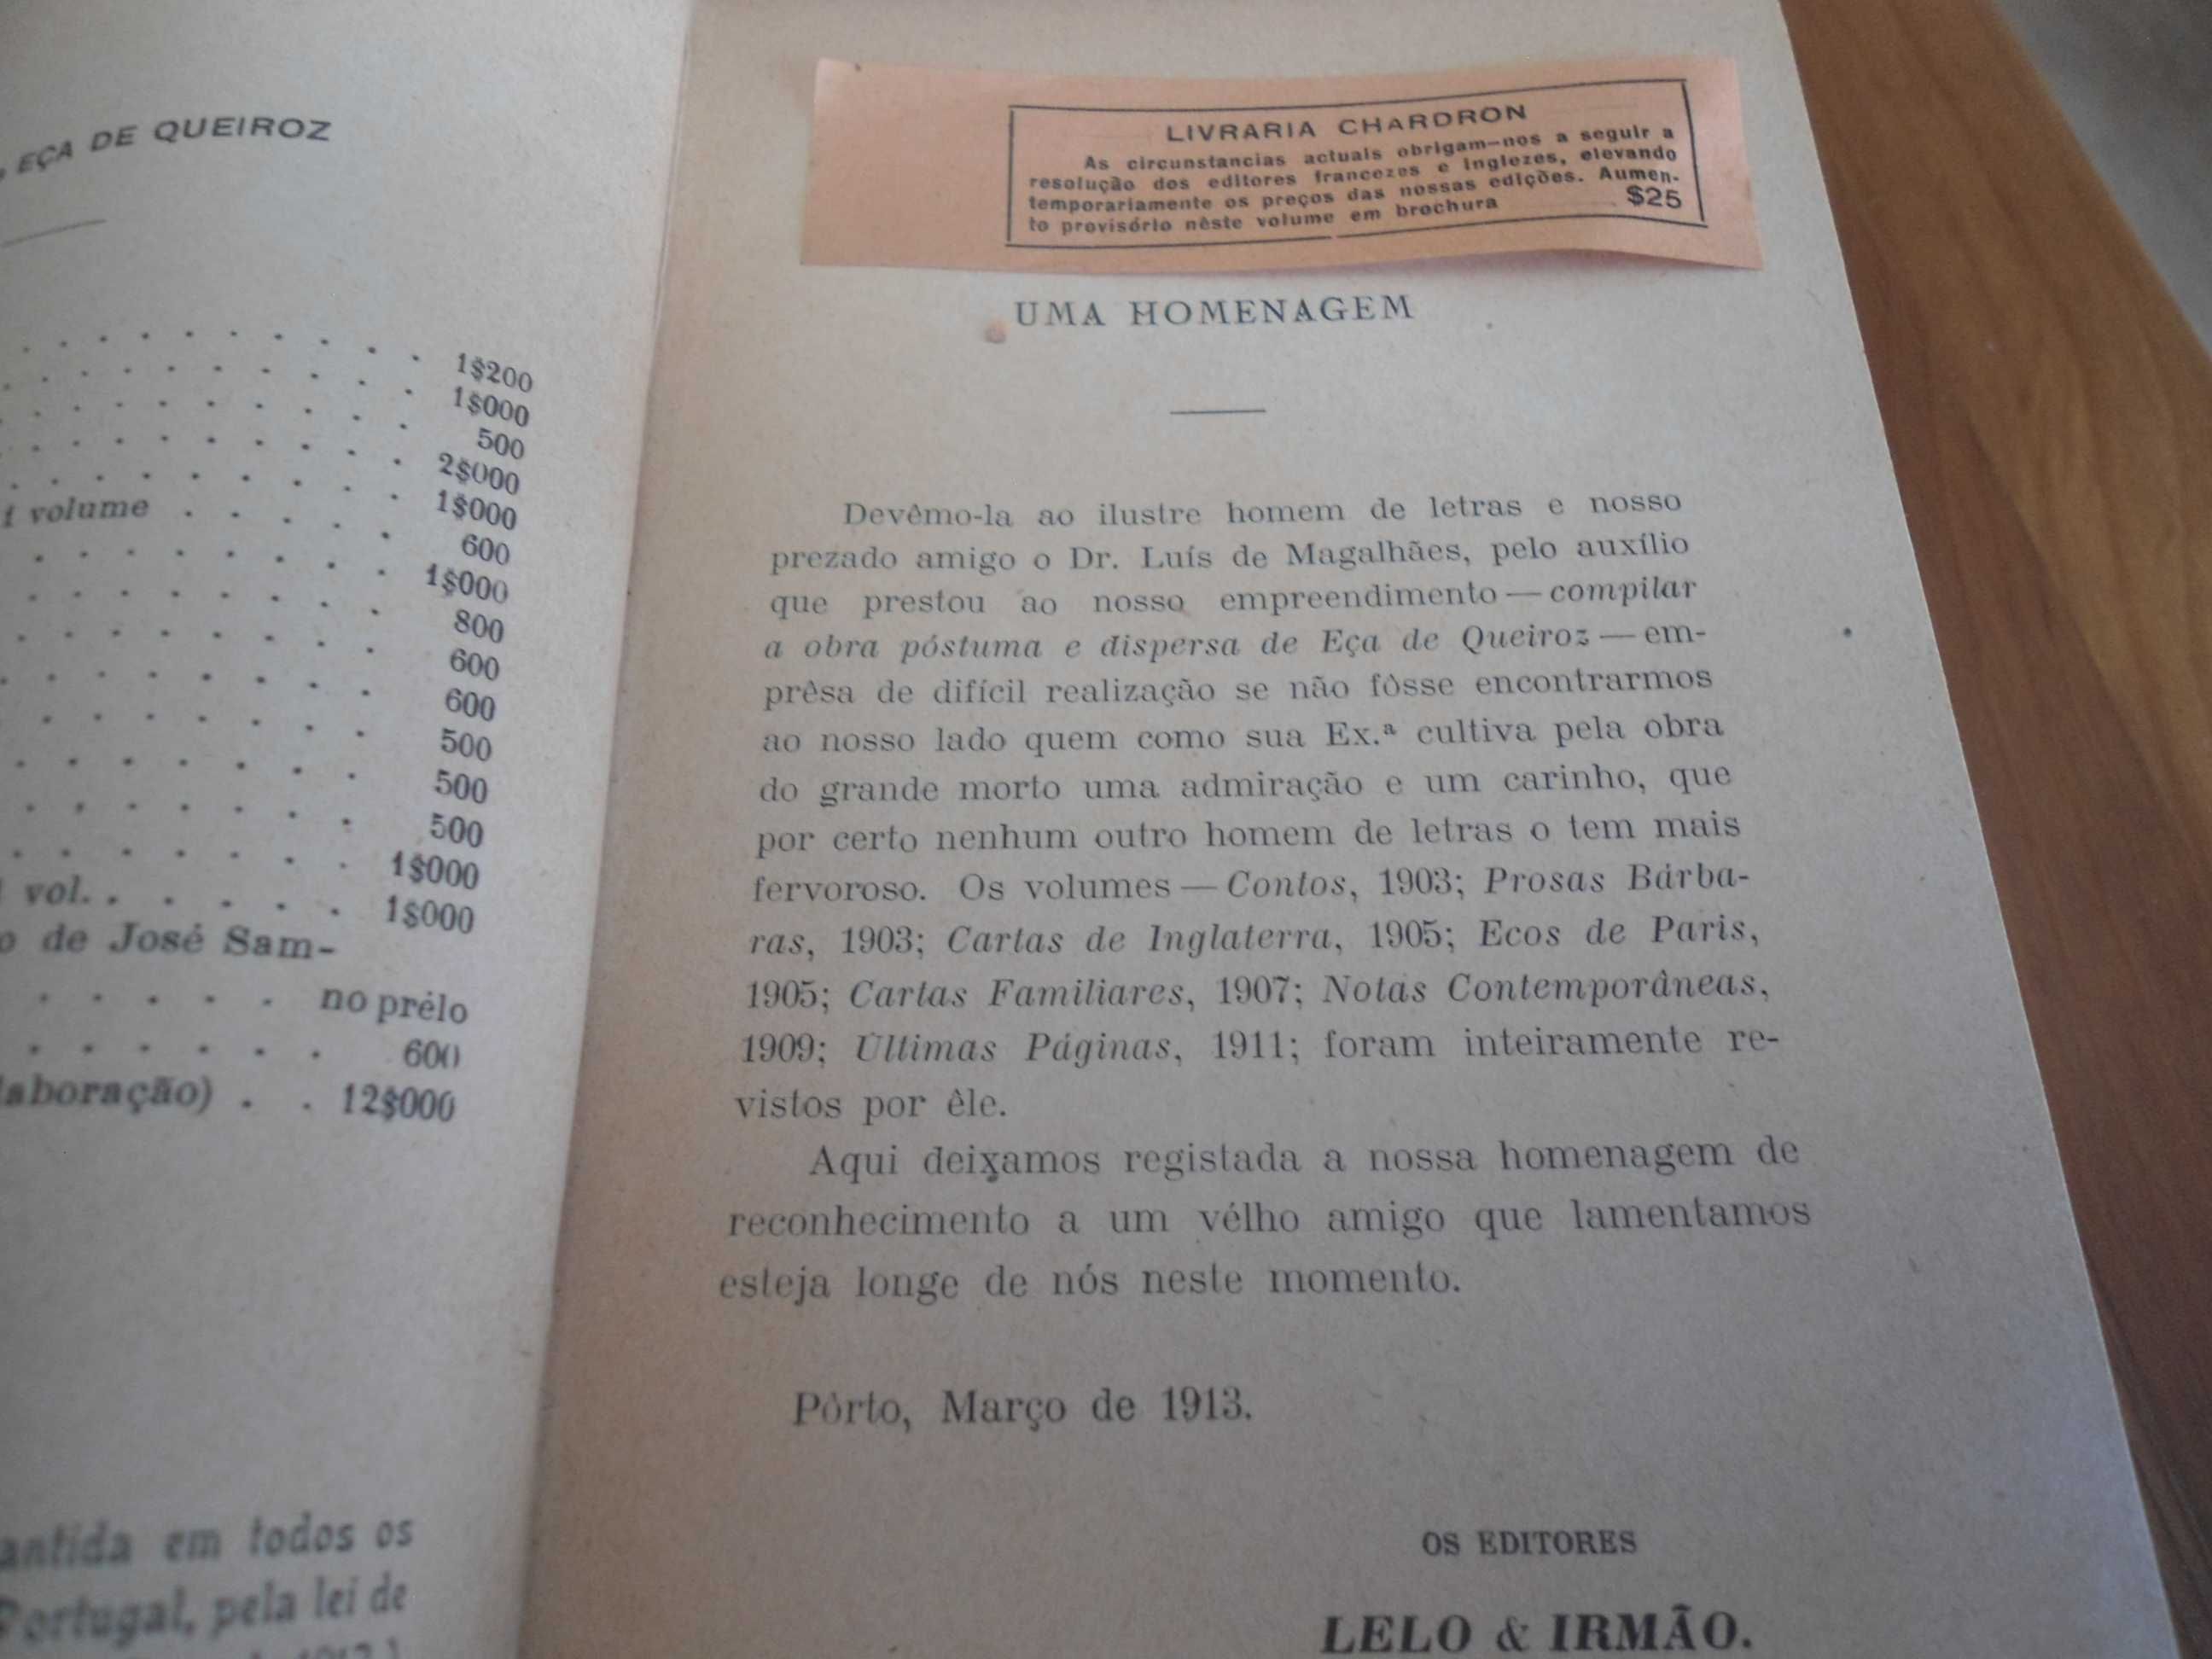 EÇA DE QUEIROZ
1$200
1$000
500
2$000
1 volume . . . . . 1$000
600
1$000
800
600
600
500
500
500
1$000
vol. . . . . . . 1$000
de José Sam-
no prélo
600
laboração) . . 12$000
antida em todos os
Portugal, pela lei de
LIVRARIA CHARDRON
As circunstancias actuais obrigam-nos a seguir a
resolução dos editores francezes e inglezes, elevando
temporariamente os preços das nossas edições. Aumen-
to provisório nêste volume em brochura $25
UMA HOMENAGEM
Devêmo-la ao ilustre homem de letras e nosso
prezado amigo o Dr. Luís de Magalhães, pelo auxílio
que prestou ao nosso empreendimento — compilar
a obra póstuma e dispersa de Eça de Queiroz — em-
prêsa de difícil realização se não fôsse encontrarmos
ao nosso lado quem como sua Ex.ª cultiva pela obra
do grande morto uma admiração e um carinho, que
por certo nenhum outro homem de letras o tem mais
fervoroso. Os volumes — Contos, 1903; Prosas Bárba-
ras, 1903; Cartas de Inglaterra, 1905; Ecos de Paris,
1905; Cartas Familiares, 1907; Notas Contemporâneas,
1909; Últimas Páginas, 1911; foram inteiramente re-
vistos por êle.
Aqui deixamos registada a nossa homenagem de
reconhecimento a um vélho amigo que lamentamos
esteja longe de nós neste momento.
Pôrto, Março de 1913.
OS EDITORES
LELO & IRMÃO.